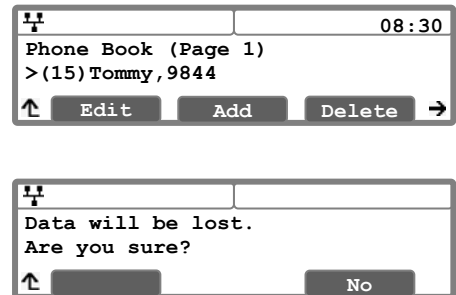 08:30
Phone Book (Page 1)
>(15)Tommy,9844
Edit Add Delete
Data will be lost.
Are you sure?
No